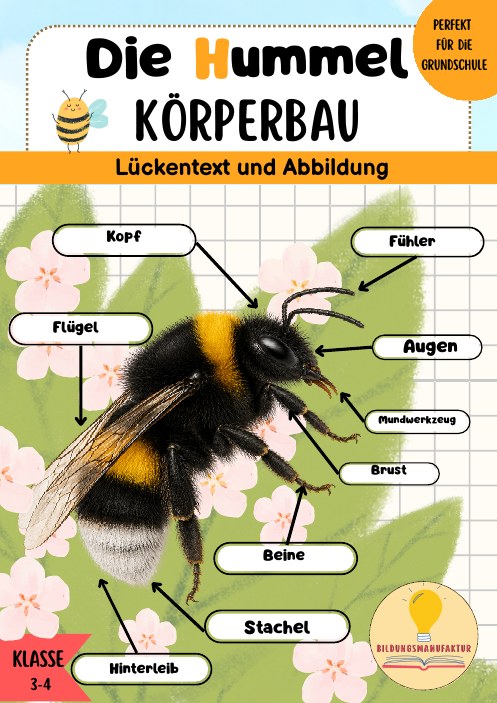 PERFEKT
FÜR DIE
GRUNDSCHULE
Die Hummel
KÖRPERBAU
Lückentext und Abbildung
Kopf
Fühler
Flügel
Augen
Mundwerkzeug
Brust
Beine
Stachel
Hinterleib
KLASSE
3-4
BILDUNGSMANUFAKTUR